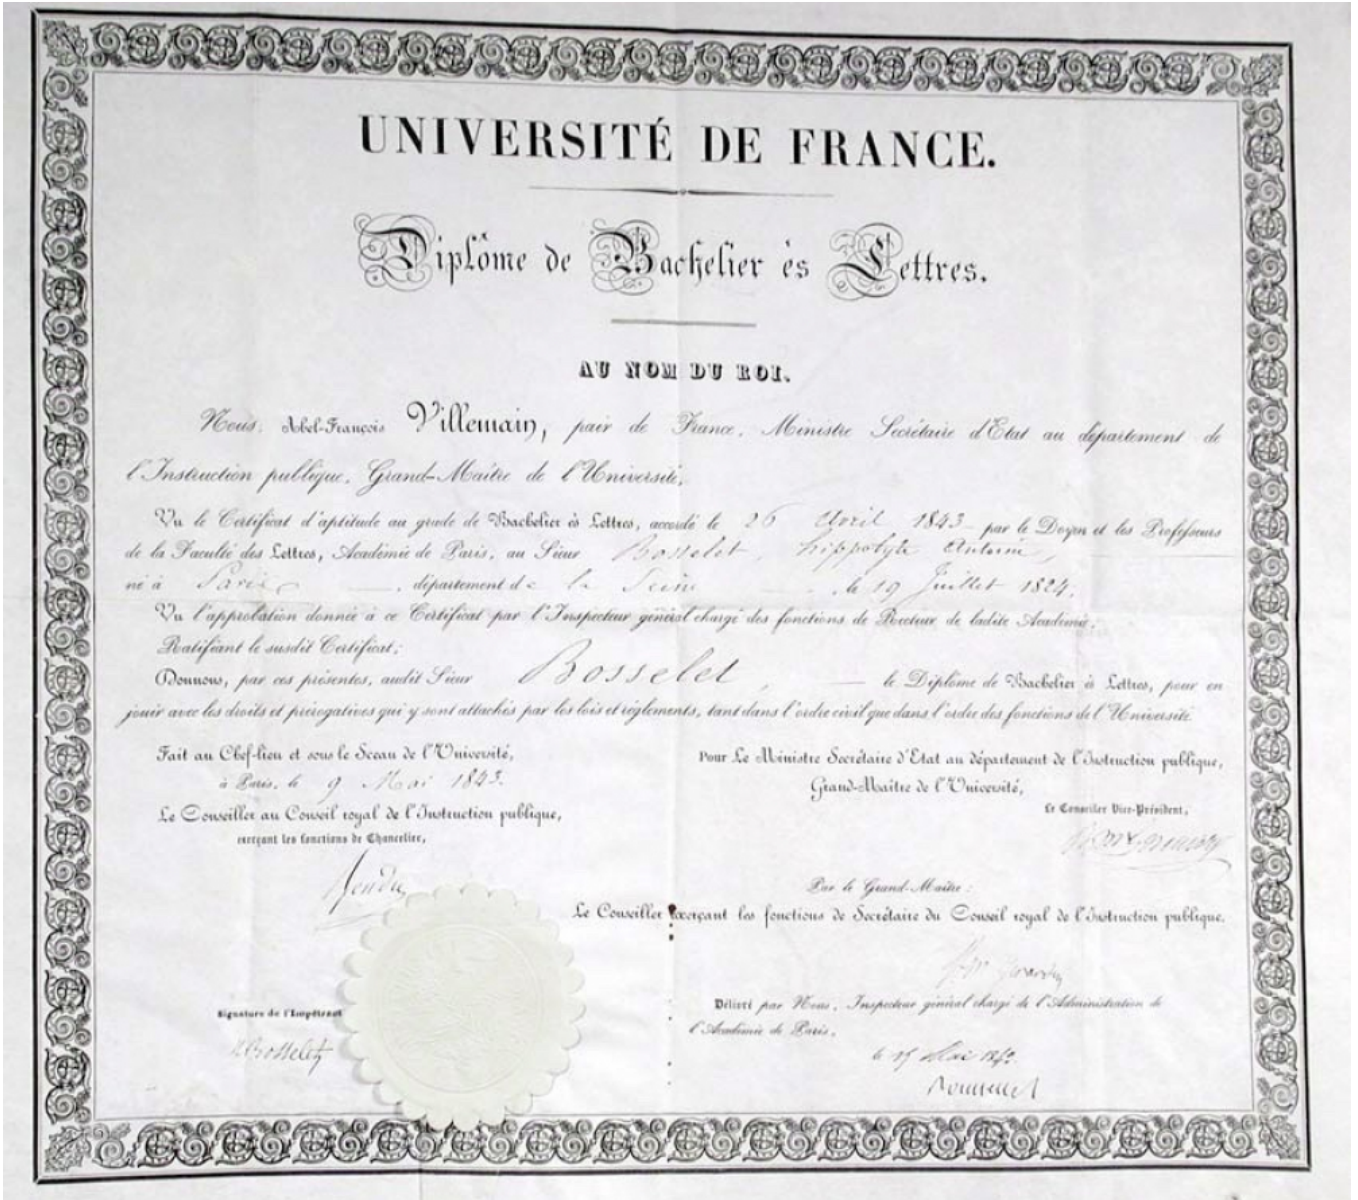 UNIVERSITÉ DE FRANCE.
Diplôme de Bachelier ès Lettres.
AU NOM DU ROI.
Nous, Abel-François Villemain, pair de France, Ministre Secrétaire d'Etat au département de
l'Instruction publique, Grand-Maître de l'Université,
Vu le Certificat d'aptitude au grade de Bachelier ès Lettres, accordé le 26 Avril 1843 par le Doyen et les Professeurs
de la Faculté des Lettres, Académie de Paris, au Sieur Bosselet, hippolyte Antoine,
né à Paris, département de la Seine le 19 Juillet 1824,
Vu l'approbation donnée à ce Certificat par l'Inspecteur général chargé des fonctions de Recteur de ladite Académie;
Ratifiant le susdit Certificat;
Donnons, par ces présentes, audit Sieur Bosselet, le Diplôme de Bachelier ès Lettres, pour en
jouir avec les droits et prérogatives qui y sont attachés par les lois et réglements, tant dans l'ordre civil que dans l'ordre des fonctions de l'Université.
Fait au Chef-lieu et sous le Sceau de l'Université,
à Paris, le 9 Mai 1843.
Le Conseiller au Conseil royal de l'Instruction publique,
exerçant les fonctions de Chancelier,
Rendu
Signature de l'Impétrant
Bosselet
Pour Le Ministre Secrétaire d'Etat au département de l'Instruction publique,
Grand-Maître de l'Université,
Le Conseiller Vice-Président,
Par le Grand-Maître:
Le Conseiller exerçant les fonctions de Secrétaire du Conseil royal de l'Instruction publique.
Délivré par Nous, Inspecteur général chargé de l'Administration de
l'Académie de Paris,
le 15 Mai 1843.
Rousselle